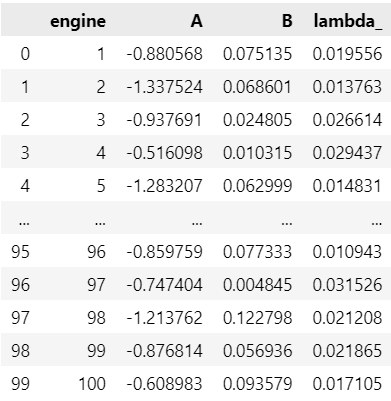 engine A B lambda_
0 1 -0.880568 0.075135 0.019556
1 2 -1.337524 0.068601 0.013763
2 3 -0.937691 0.024805 0.026614
3 4 -0.516098 0.010315 0.029437
4 5 -1.283207 0.062999 0.014831
... ... ... ... ...
95 96 -0.859759 0.077333 0.010943
96 97 -0.747404 0.004845 0.031526
97 98 -1.213762 0.122798 0.021208
98 99 -0.876814 0.056936 0.021865
99 100 -0.608983 0.093579 0.017105